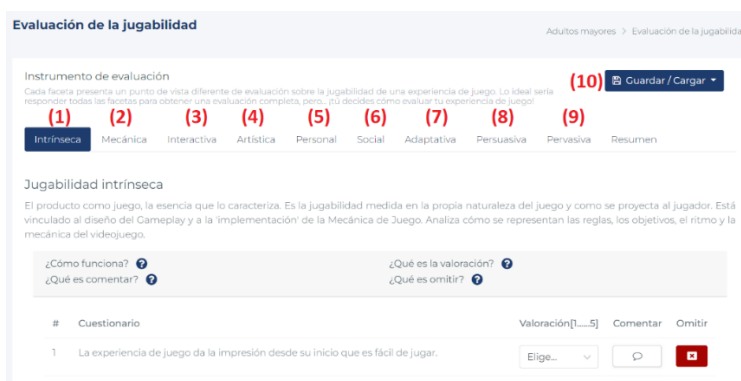 Evaluación de la jugabilidad
Adultos mayores > Evaluación de la jugabilida
Instrumento de evaluación
Cada faceta presenta un punto de vista diferente de evaluación sobre la jugabilidad de una experiencia de juego. Lo ideal sería
responder todas las facetas para obtener una evaluación completa, pero... ¡tú decides cómo evaluar tu experiencia de juego!
(10) Guardar / Cargar
(1) (2) (3) (4) (5) (6) (7) (8) (9)
Intrínseca Mecánica Interactiva Artística Personal Social Adaptativa Persuasiva Pervasiva Resumen
Jugabilidad intrínseca
El producto como juego, la esencia que lo caracteriza. Es la jugabilidad medida en la propia naturaleza del juego y como se proyecta al jugador. Está
vinculado al diseño del Gameplay y a la 'implementación' de la Mecánica de Juego. Analiza cómo se representan las reglas, los objetivos, el ritmo y la
mecánica del videojuego.
¿Cómo funciona? ? ¿Qué es la valoración? ?
¿Qué es comentar? ? ¿Qué es omitir? ?
# Cuestionario Valoración[1......5] Comentar Omitir
1 La experiencia de juego da la impresión desde su inicio que es fácil de jugar. Elige...